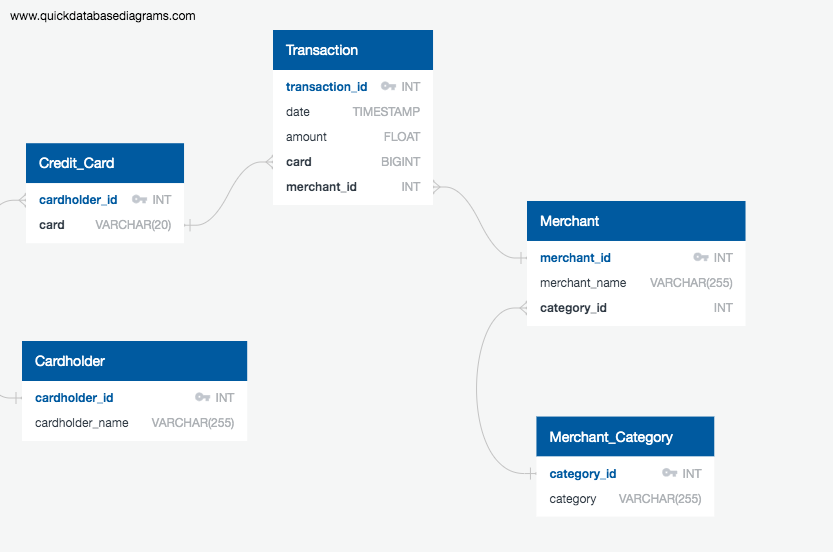 www.quickdatabasediagrams.com
Transaction
transaction_id INT
date TIMESTAMP
amount FLOAT
card BIGINT
merchant_id INT
Credit_Card
cardholder_id INT
card VARCHAR(20)
Merchant
merchant_id INT
merchant_name VARCHAR(255)
category_id INT
Cardholder
cardholder_id INT
cardholder_name VARCHAR(255)
Merchant_Category
category_id INT
category VARCHAR(255)